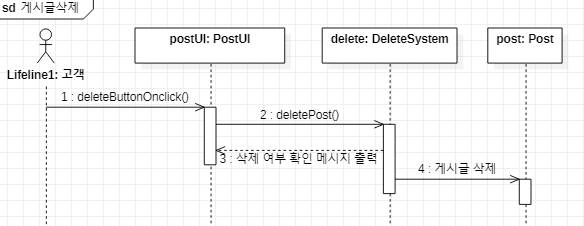 sd 게시글삭제
postUI: PostUI
delete: DeleteSystem
post: Post
Lifeline1: 고객
1 : deleteButtonOnclick()
2 : deletePost()
3 : 삭제 여부 확인 메시지 출력
4 : 게시글 삭제